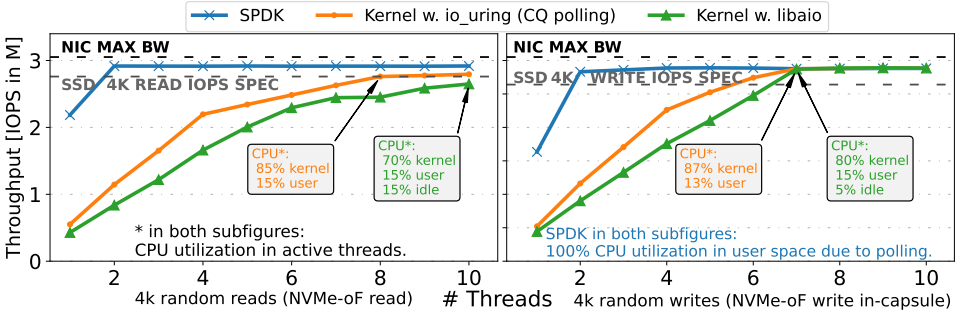 SPDK
Kernel w. io_uring (CQ polling)
Kernel w. libaio
Throughput [IOPS in M]
3
2
1
0
NIC MAX BW
SSD 4K READ IOPS SPEC
CPU*:
85% kernel
15% user
CPU*:
70% kernel
15% user
15% idle
* in both subfigures:
CPU utilization in active threads.
2
4
6
8
10
4k random reads (NVMe-oF read)
# Threads
NIC MAX BW
SSD 4K WRITE IOPS SPEC
CPU*:
87% kernel
13% user
CPU*:
80% kernel
15% user
5% idle
SPDK in both subfigures:
100% CPU utilization in user space due to polling.
2
4
6
8
10
4k random writes (NVMe-oF write in-capsule)